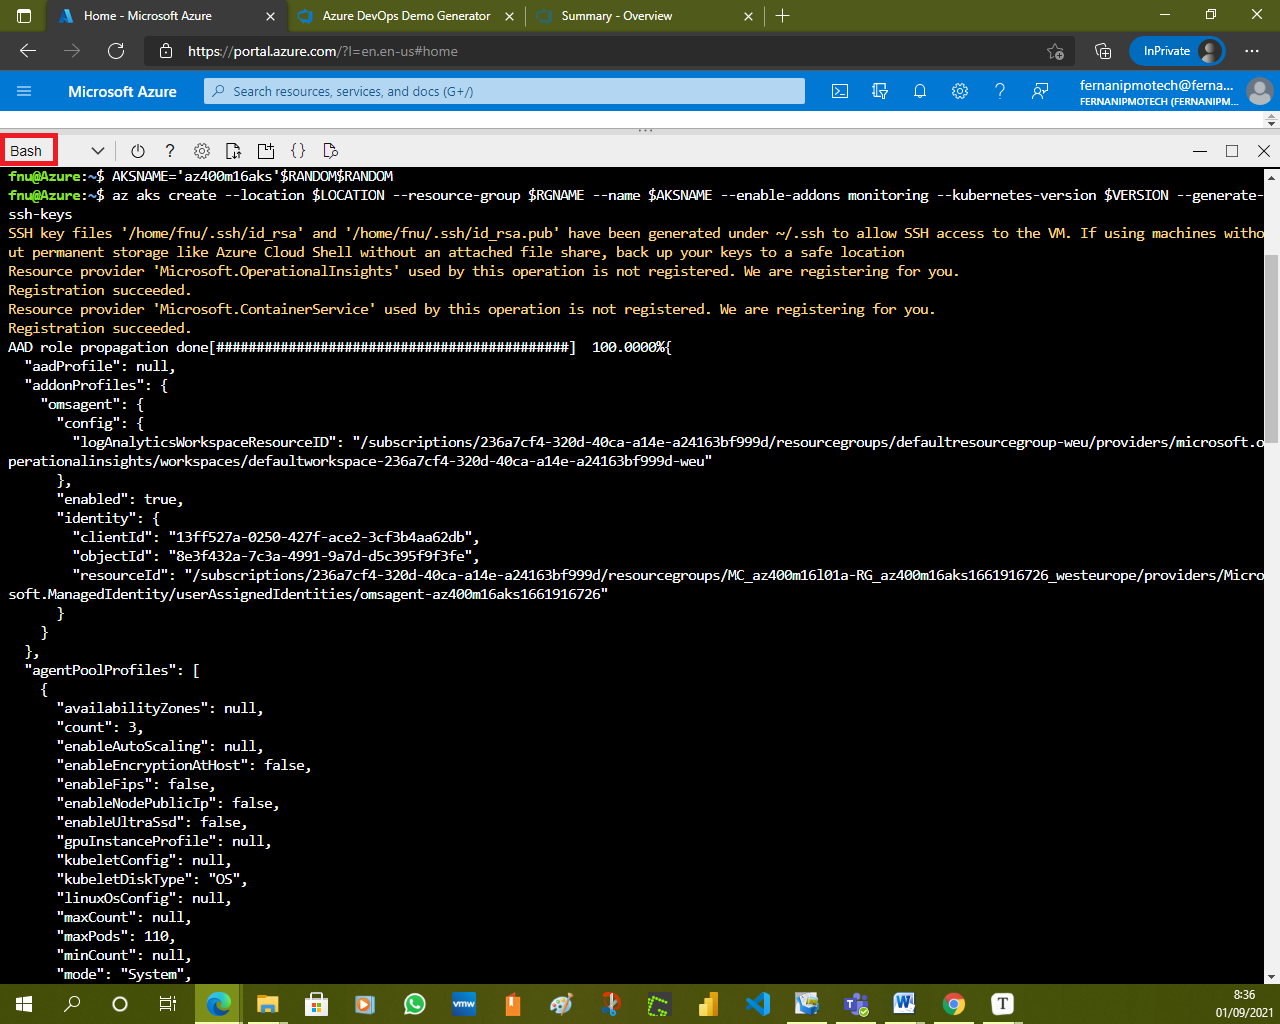 Home - Microsoft Azure
Azure DevOps Demo Generator
Summary - Overview
https://portal.azure.com/?l=en.en-us#home
InPrivate
Microsoft Azure
Search resources, services, and docs (G+/)
fernanipmotech@ferna...
FERNANIPMOTECH (FERNANIPM...
Bash
fnu@Azure:~$ AKSNAME='az400m16aks'$RANDOM$RANDOM
fnu@Azure:~$ az aks create --location $LOCATION --resource-group $RGNAME --name $AKSNAME --enable-addons monitoring --kubernetes-version $VERSION --generate-
ssh-keys
SSH key files '/home/fnu/.ssh/id_rsa' and '/home/fnu/.ssh/id_rsa.pub' have been generated under ~/.ssh to allow SSH access to the VM. If using machines witho
ut permanent storage like Azure Cloud Shell without an attached file share, back up your keys to a safe location
Resource provider 'Microsoft.OperationalInsights' used by this operation is not registered. We are registering for you.
Registration succeeded.
Resource provider 'Microsoft.ContainerService' used by this operation is not registered. We are registering for you.
Registration succeeded.
AAD role propagation done[############################################]  100.0000%{
"aadProfile": null,
"addonProfiles": {
"omsagent": {
"config": {
"logAnalyticsWorkspaceResourceID": "/subscriptions/236a7cf4-320d-40ca-a14e-a24163bf999d/resourcegroups/defaultresourcegroup-weu/providers/microsoft.o
perationalinsights/workspaces/defaultworkspace-236a7cf4-320d-40ca-a14e-a24163bf999d-weu"
},
"enabled": true,
"identity": {
"clientId": "13ff527a-0250-427f-ace2-3cf3b4aa62db",
"objectId": "8e3f432a-7c3a-4991-9a7d-d5c395f9f3fe",
"resourceId": "/subscriptions/236a7cf4-320d-40ca-a14e-a24163bf999d/resourcegroups/MC_az400m16l01a-RG_az400m16aks1661916726_westeurope/providers/Micro
soft.ManagedIdentity/userAssignedIdentities/omsagent-az400m16aks1661916726"
}
}
},
"agentPoolProfiles": [
{
"availabilityZones": null,
"count": 3,
"enableAutoScaling": null,
"enableEncryptionAtHost": false,
"enableFips": false,
"enableNodePublicIp": false,
"enableUltraSsd": false,
"gpuInstanceProfile": null,
"kubeletConfig": null,
"kubeletDiskType": "OS",
"linuxOsConfig": null,
"maxCount": null,
"maxPods": 110,
"minCount": null,
"mode": "System",
vmw
8:36
01/09/2021